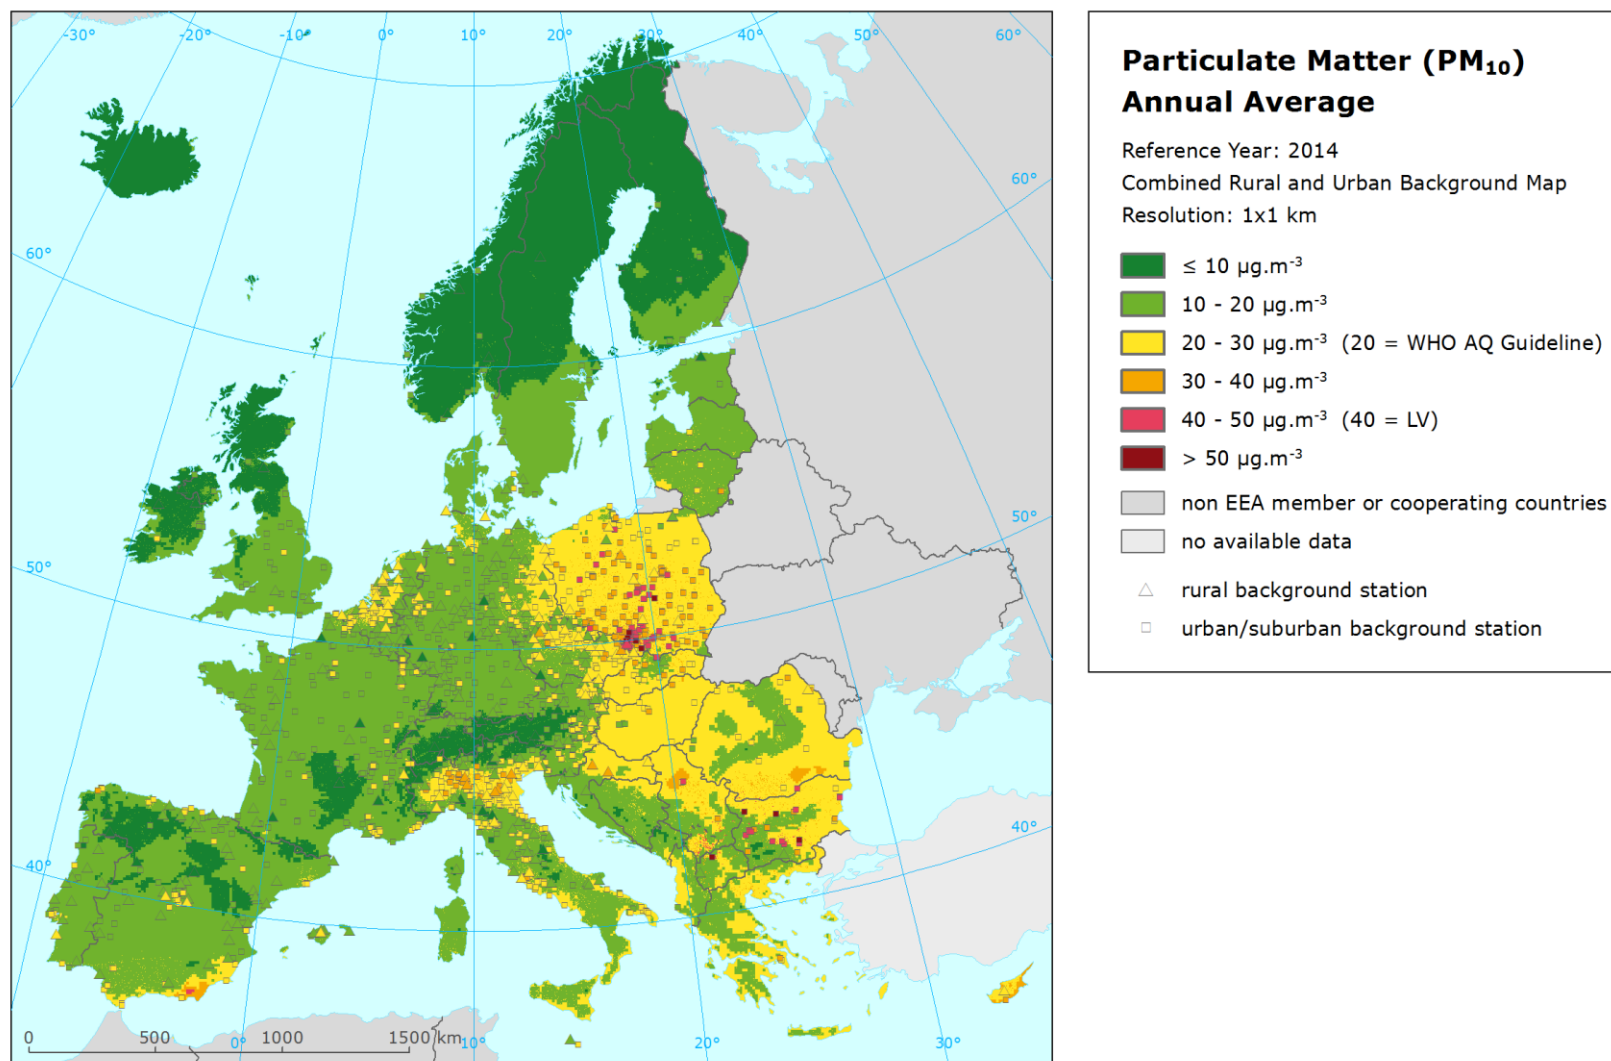 -30° -20° -10° 0° 10° 20° 30° 40° 50° 60°
60° 60°
50° 50°
40° 40°
0 500 1000 1500 km
0° 10° 20° 30°
Particulate Matter (PM₁₀)
Annual Average
Reference Year: 2014
Combined Rural and Urban Background Map
Resolution: 1x1 km
≤ 10 µg.m⁻³
10 - 20 µg.m⁻³
20 - 30 µg.m⁻³ (20 = WHO AQ Guideline)
30 - 40 µg.m⁻³
40 - 50 µg.m⁻³ (40 = LV)
> 50 µg.m⁻³
non EEA member or cooperating countries
no available data
rural background station
urban/suburban background station